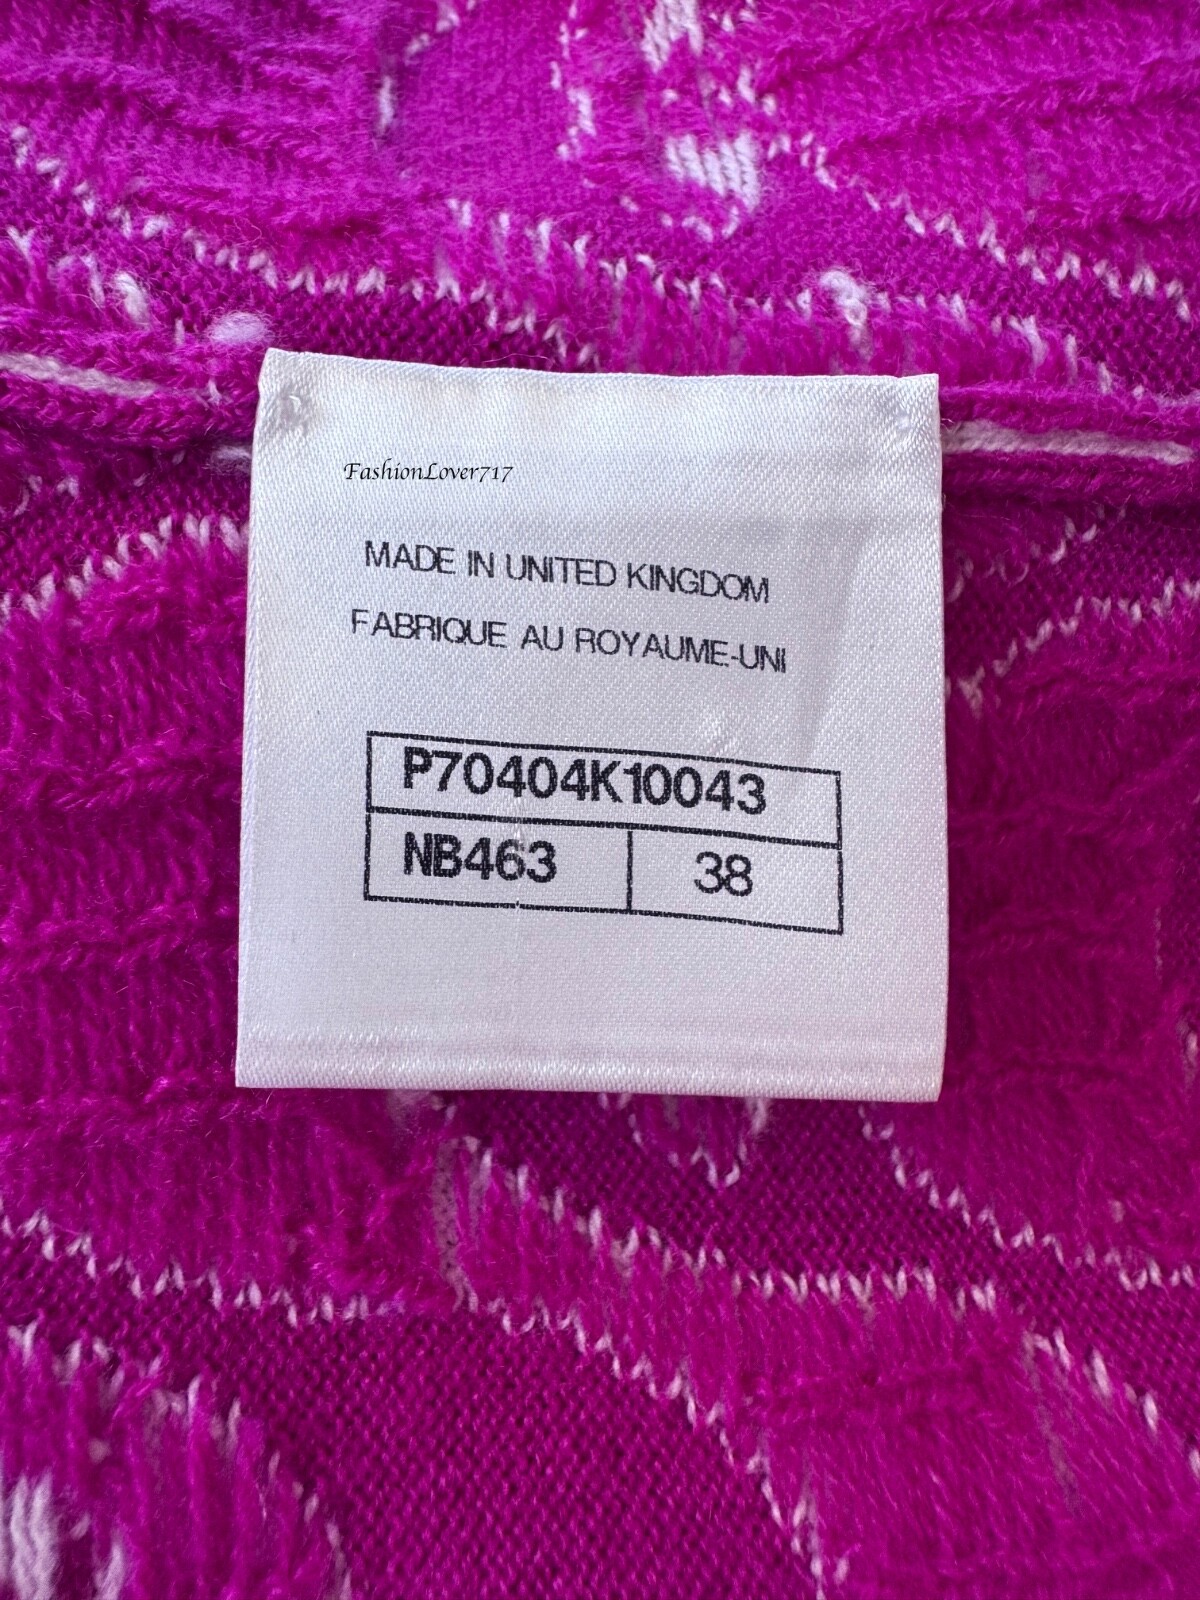 FashionLover717
MADE IN UNITED KINGDOM
FABRIQUE AU ROYAUME-UNI
P70404K10043
NB463 38